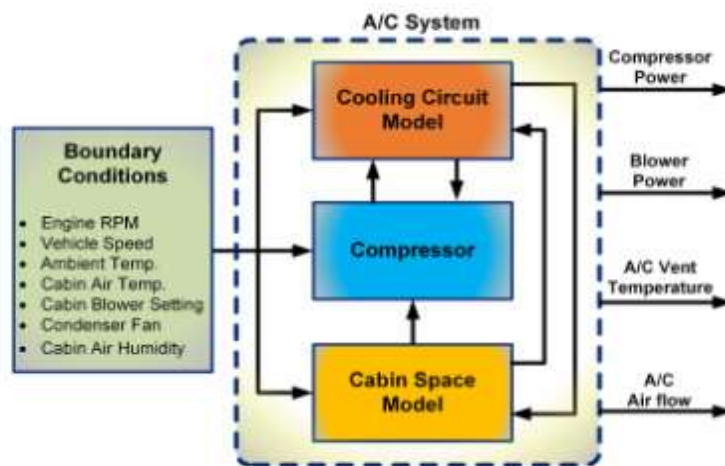 A/C System
Boundary
Conditions
• Engine RPM
• Vehicle Speed
• Ambient Temp.
• Cabin Air Temp.
• Cabin Blower Setting
• Condenser Fan
• Cabin Air Humidity
Cooling Circuit
Model
Compressor
Cabin Space
Model
Compressor
Power
Blower
Power
A/C Vent
Temperature
A/C
Air flow